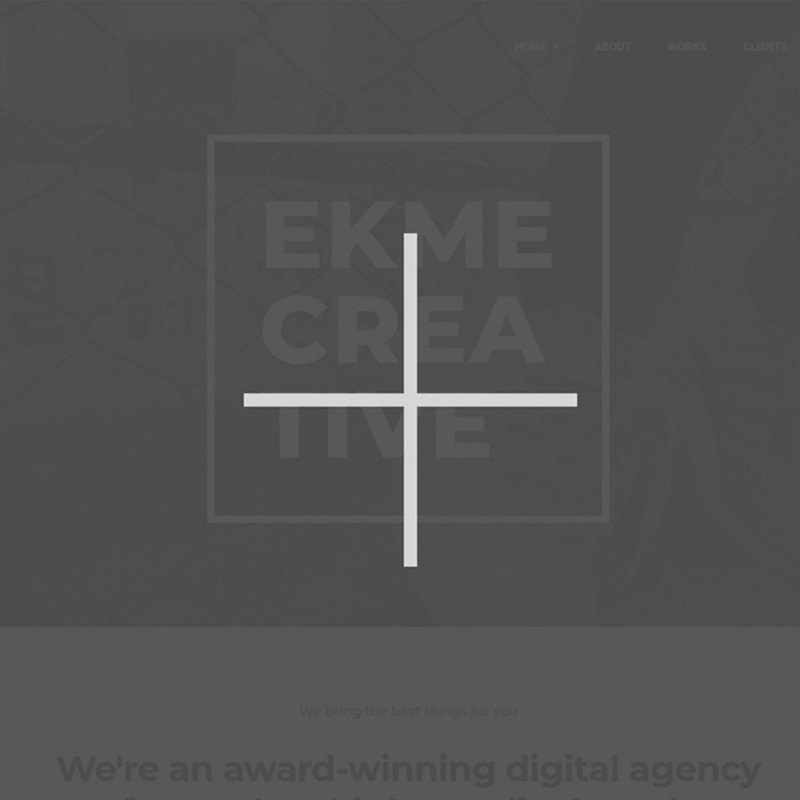 HOME ABOUT WORKS CLIENTS
EKME
CREA
TIVE
We bring the best things for you
We're an award-winning digital agency